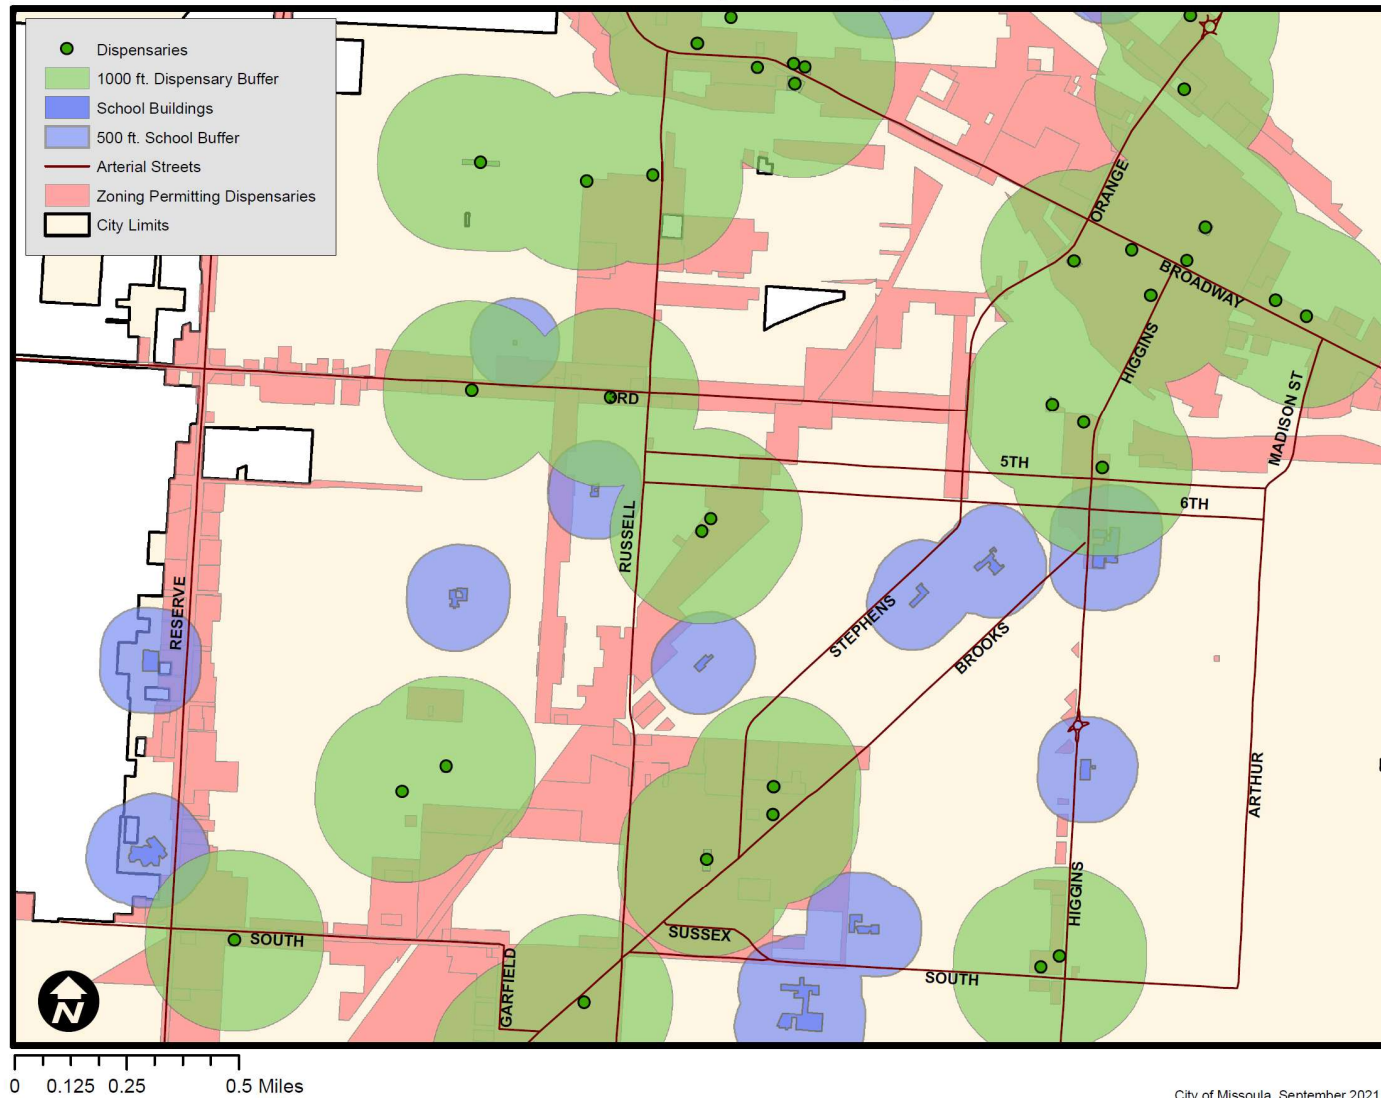 Dispensaries
1000 ft. Dispensary Buffer
School Buildings
500 ft. School Buffer
Arterial Streets
Zoning Permitting Dispensaries
City Limits
ORANGE
BROADWAY
HIGGINS
MADISON ST
3RD
5TH
6TH
RUSSELL
RESERVE
STEPHENS
BROOKS
ARTHUR
HIGGINS
SUSSEX
SOUTH
SOUTH
GARFIELD
N
0 0.125 0.25 0.5 Miles
City of Missoula, September 2021